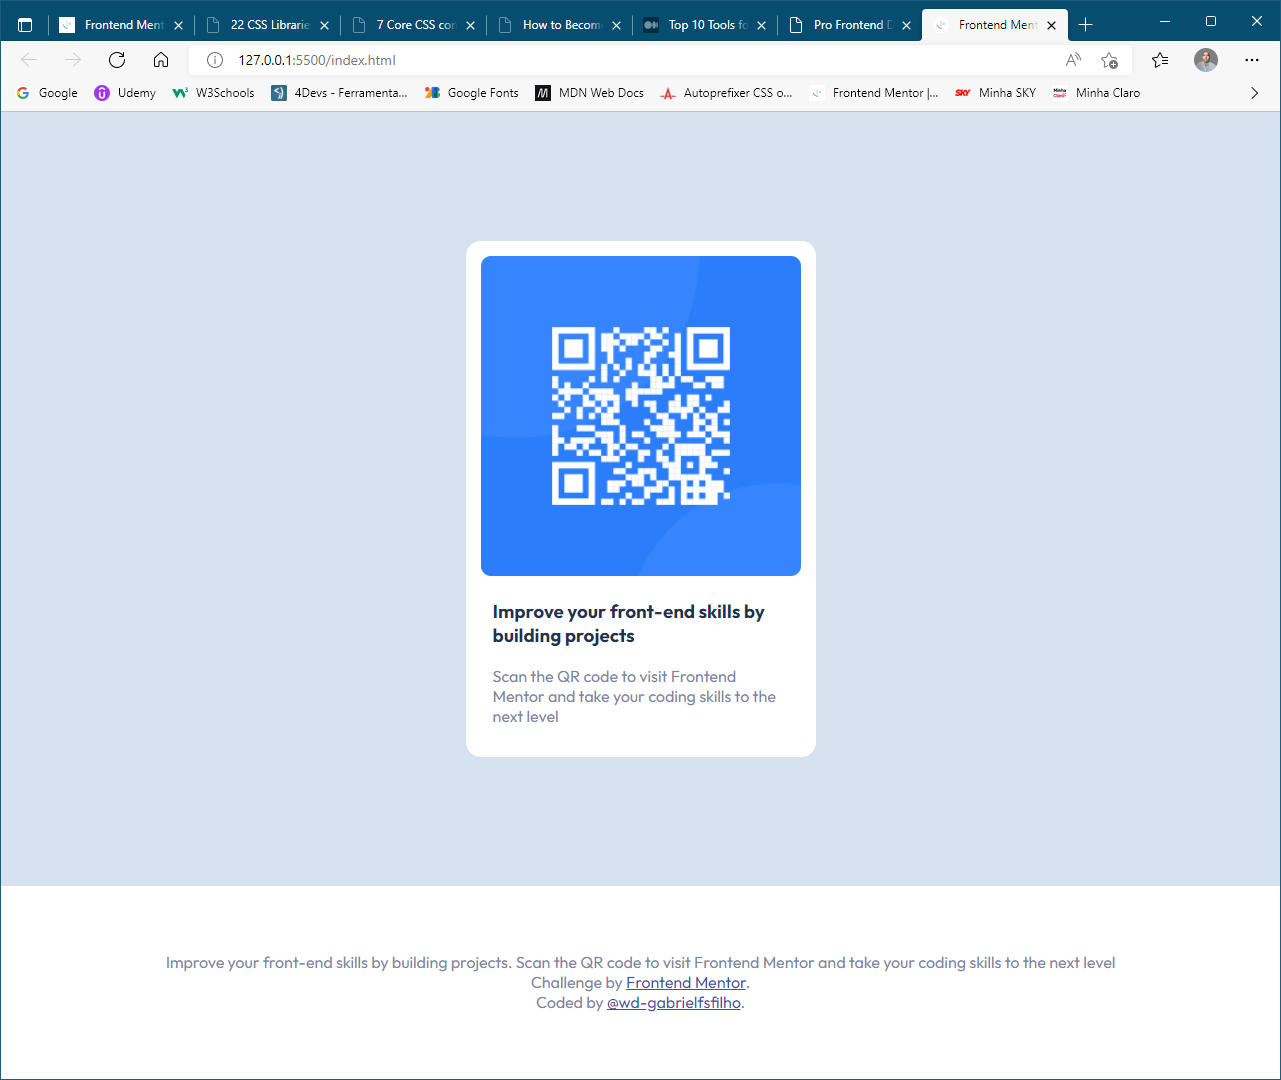 Frontend Ment
22 CSS Librarie
7 Core CSS con
How to Becom
Top 10 Tools fo
Pro Frontend D
Frontend Ment
127.0.0.1:5500/index.html
Google
Udemy
W3Schools
4Devs - Ferramenta...
Google Fonts
MDN Web Docs
Autoprefixer CSS o...
Frontend Mentor |...
SKY
Minha SKY
Minha Claro
Improve your front-end skills by
building projects
Scan the QR code to visit Frontend
Mentor and take your coding skills to the
next level
Improve your front-end skills by building projects. Scan the QR code to visit Frontend Mentor and take your coding skills to the next level
Challenge by Frontend Mentor.
Coded by @wd-gabrielfsfilho.